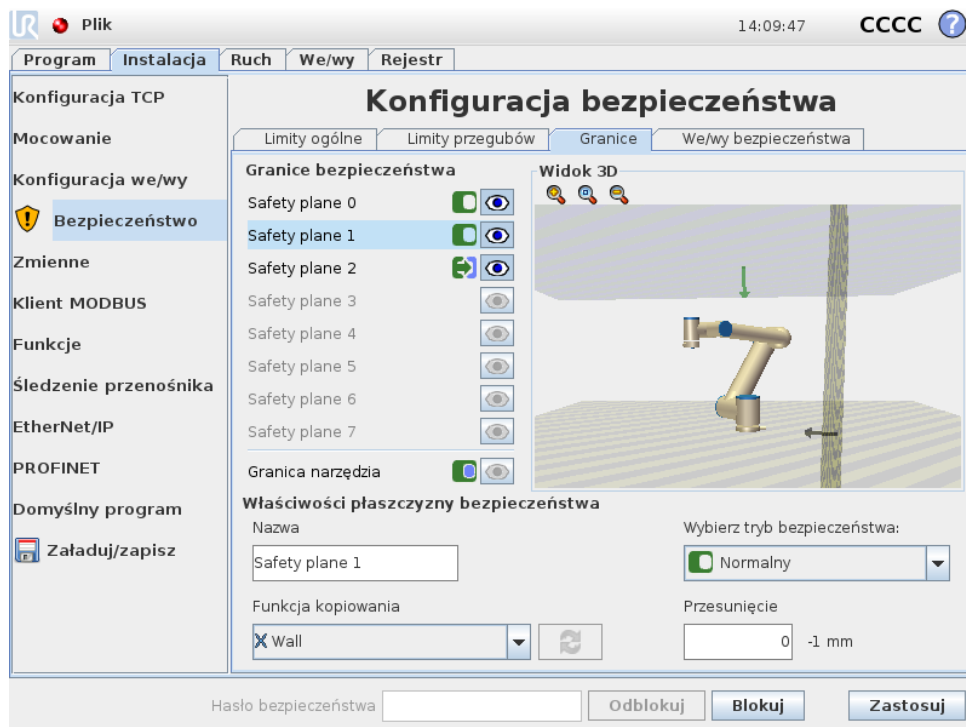 UR Plik 14:09:47 CCCC ?
Program Instalacja Ruch We/wy Rejestr
Konfiguracja TCP
Mocowanie
Konfiguracja we/wy
Bezpieczeństwo
Zmienne
Klient MODBUS
Funkcje
Śledzenie przenośnika
EtherNet/IP
PROFINET
Domyślny program
Załaduj/zapisz
Konfiguracja bezpieczeństwa
Limity ogólne Limity przegubów Granice We/wy bezpieczeństwa
Granice bezpieczeństwa
Safety plane 0
Safety plane 1
Safety plane 2
Safety plane 3
Safety plane 4
Safety plane 5
Safety plane 6
Safety plane 7
Granica narzędzia
Widok 3D
Właściwości płaszczyzny bezpieczeństwa
Nazwa
Safety plane 1
Wybierz tryb bezpieczeństwa:
Normalny
Funkcja kopiowania
Wall
Przesunięcie
0 -1 mm
Hasło bezpieczeństwa Odblokuj Blokuj Zastosuj